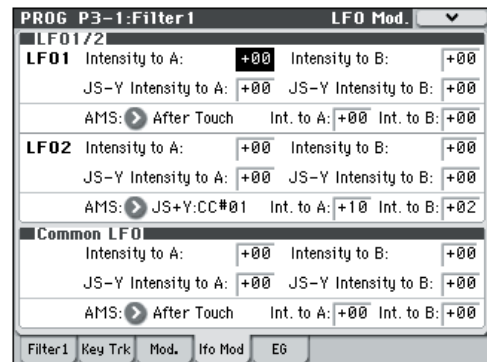 PROG P3-1:Filter1 LFO Mod.
LFO1/2
LFO1 Intensity to A: +00 Intensity to B: +00
JS-Y Intensity to A: +00 JS-Y Intensity to B: +00
AMS: After Touch Int. to A: +00 Int. to B: +00
LFO2 Intensity to A: +00 Intensity to B: +00
JS-Y Intensity to A: +00 JS-Y Intensity to B: +00
AMS: JS+Y:CC#01 Int. to A: +10 Int. to B: +02
Common LFO
Intensity to A: +00 Intensity to B: +00
JS-Y Intensity to A: +00 JS-Y Intensity to B: +00
AMS: After Touch Int. to A: +00 Int. to B: +00
Filter1 Key Trk Mod. lfo Mod EG